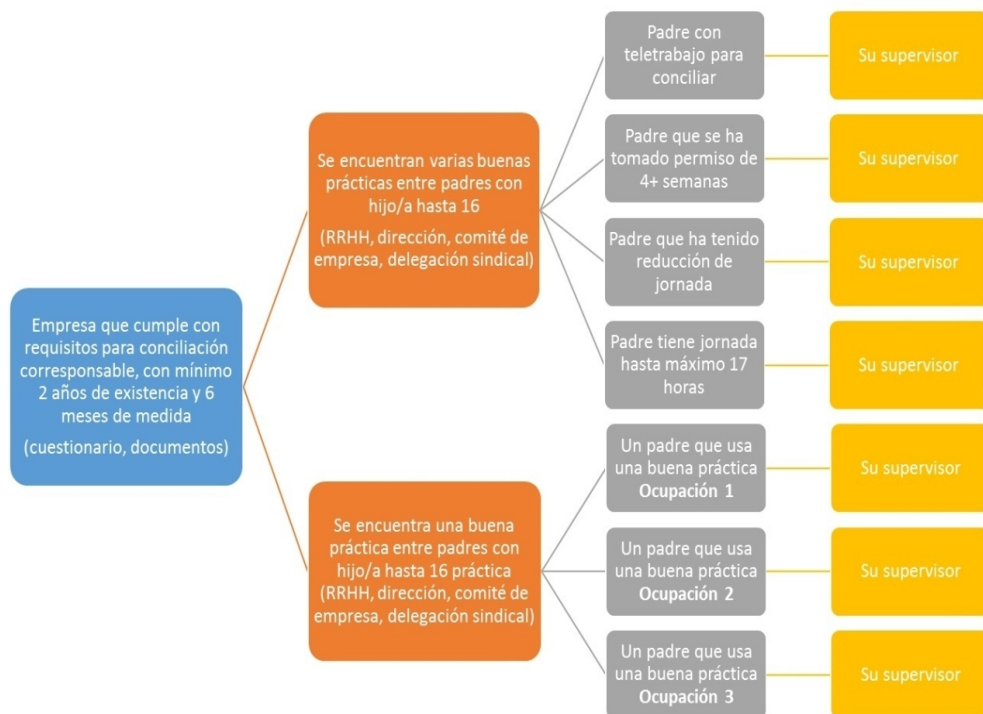 Empresa que cumple con
requisitos para conciliación
corresponsable, con mínimo
2 años de existencia y 6
meses de medida
(cuestionario, documentos)
Se encuentran varias buenas
prácticas entre padres con
hijo/a hasta 16
(RRHH, dirección, comité de
empresa, delegación sindical)
Padre con
teletrabajo para
conciliar
Su supervisor
Padre que se ha
tomado permiso de
4+ semanas
Su supervisor
Padre que ha tenido
reducción de
jornada
Su supervisor
Padre tiene jornada
hasta máximo 17
horas
Su supervisor
Se encuentra una buena
práctica entre padres con
hijo/a hasta 16 práctica
(RRHH, dirección, comité de
empresa, delegación sindical)
Un padre que usa
una buena práctica
Ocupación 1
Su supervisor
Un padre que usa
una buena práctica
Ocupación 2
Su supervisor
Un padre que usa
una buena práctica
Ocupación 3
Su supervisor